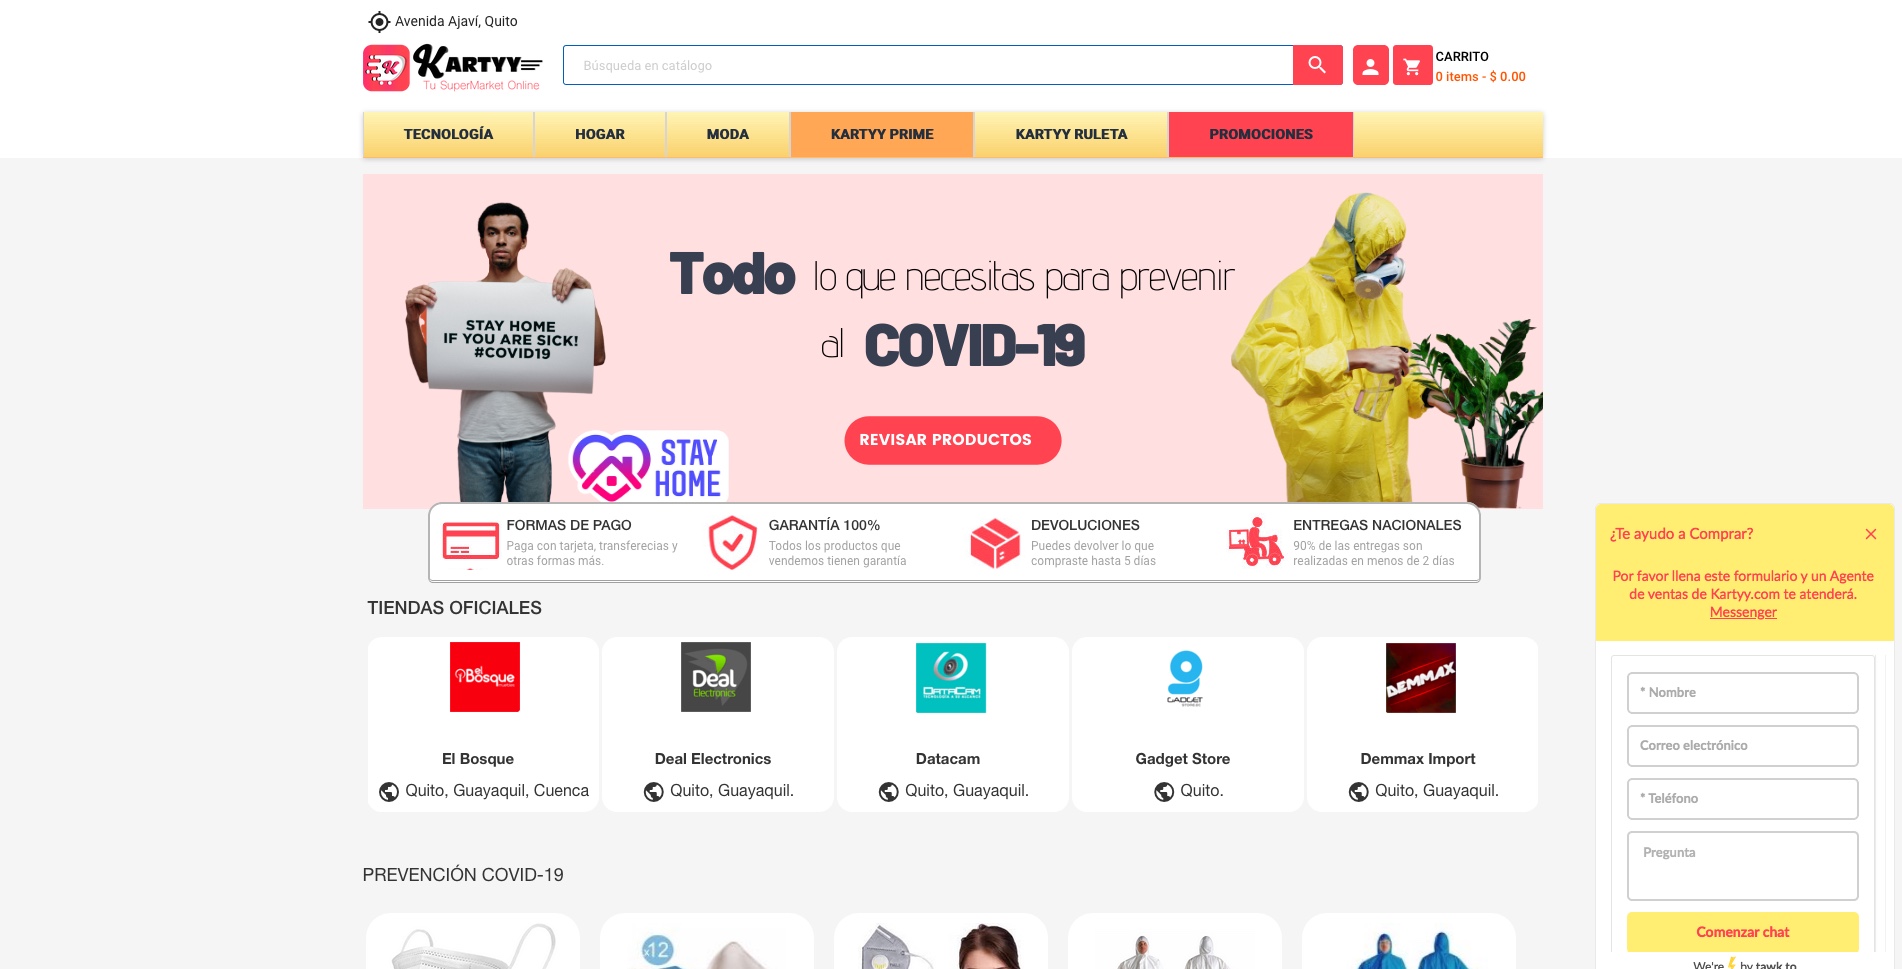 Avenida Ajaví, Quito
KARTYY
Tu SuperMarket Online
Búsqueda en catálogo
CARRITO
0 items - $ 0.00
TECNOLOGÍA
HOGAR
MODA
KARTYY PRIME
KARTYY RULETA
PROMOCIONES
STAY HOME
IF YOU ARE SICK!
#COVID19
Todo lo que necesitas para prevenir
al COVID-19
REVISAR PRODUCTOS
STAY
HOME
FORMAS DE PAGO
Paga con tarjeta, transferecias y
otras formas más.
GARANTÍA 100%
Todos los productos que
vendemos tienen garantía
DEVOLUCIONES
Puedes devolver lo que
compraste hasta 5 días
ENTREGAS NACIONALES
90% de las entregas son
realizadas en menos de 2 días
TIENDAS OFICIALES
el Bosque
El Bosque
Quito, Guayaquil, Cuenca
Deal
Electronics
Deal Electronics
Quito, Guayaquil.
DATACAM
Datacam
Quito, Guayaquil.
GADGET
Gadget Store
Quito.
DEMMAX
Demmax Import
Quito, Guayaquil.
PREVENCIÓN COVID-19
x12
¿Te ayudo a Comprar?
Por favor llena este formulario y un Agente
de ventas de Kartyy.com te atenderá.
Messenger
* Nombre
Correo electrónico
* Teléfono
Pregunta
Comenzar chat
We're by tawk.to